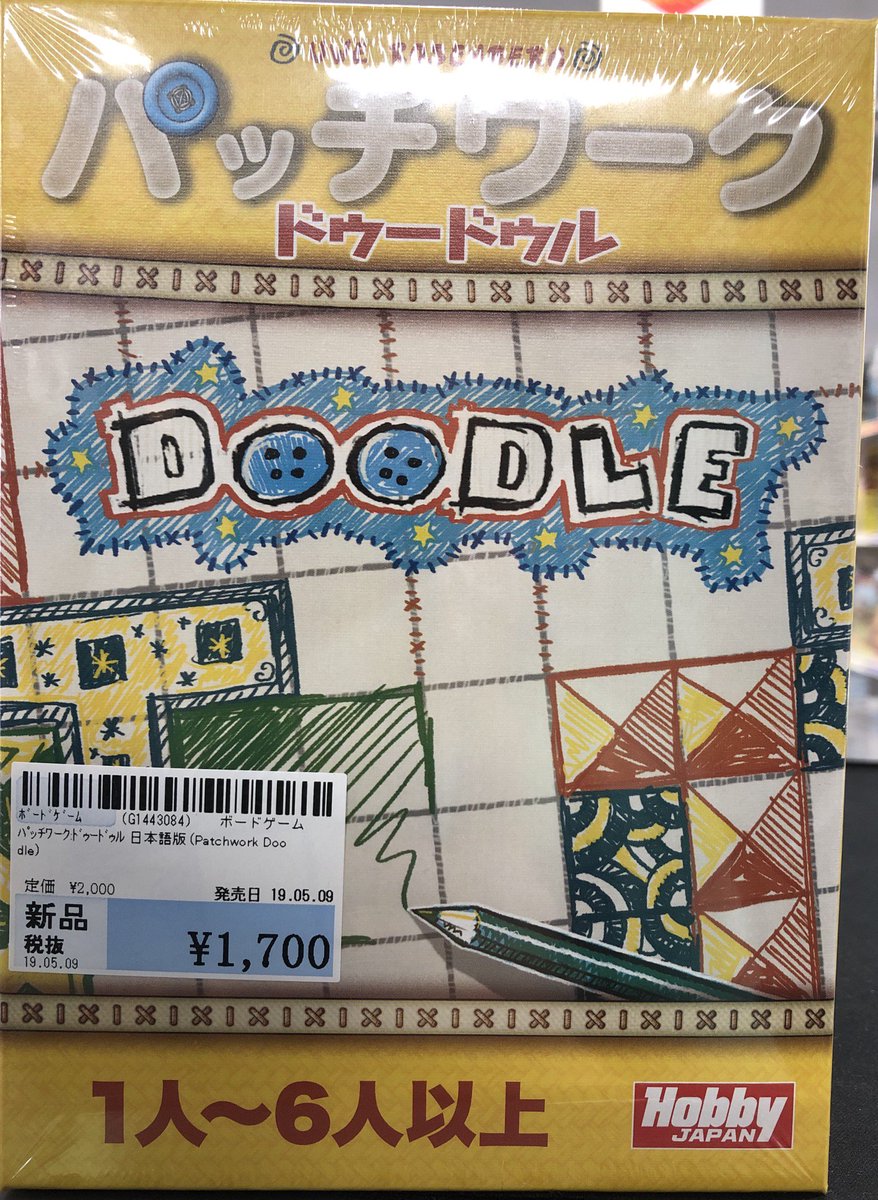 UWE ROSENBERG
パッチワーク
ドゥードゥル
DOODLE
ﾎﾞｰﾄﾞｹﾞｰﾑ (G1443084) ボードゲーム
ﾊﾟｯﾁﾜｰｸ:ﾄﾞｩｰﾄﾞｩﾙ 日本語版 (Patchwork Doo
dle)
定価 ¥2,000 発売日 19.05.09
新品
税抜
¥1,700
19.05.09
1人～6人以上
Hobby
JAPAN